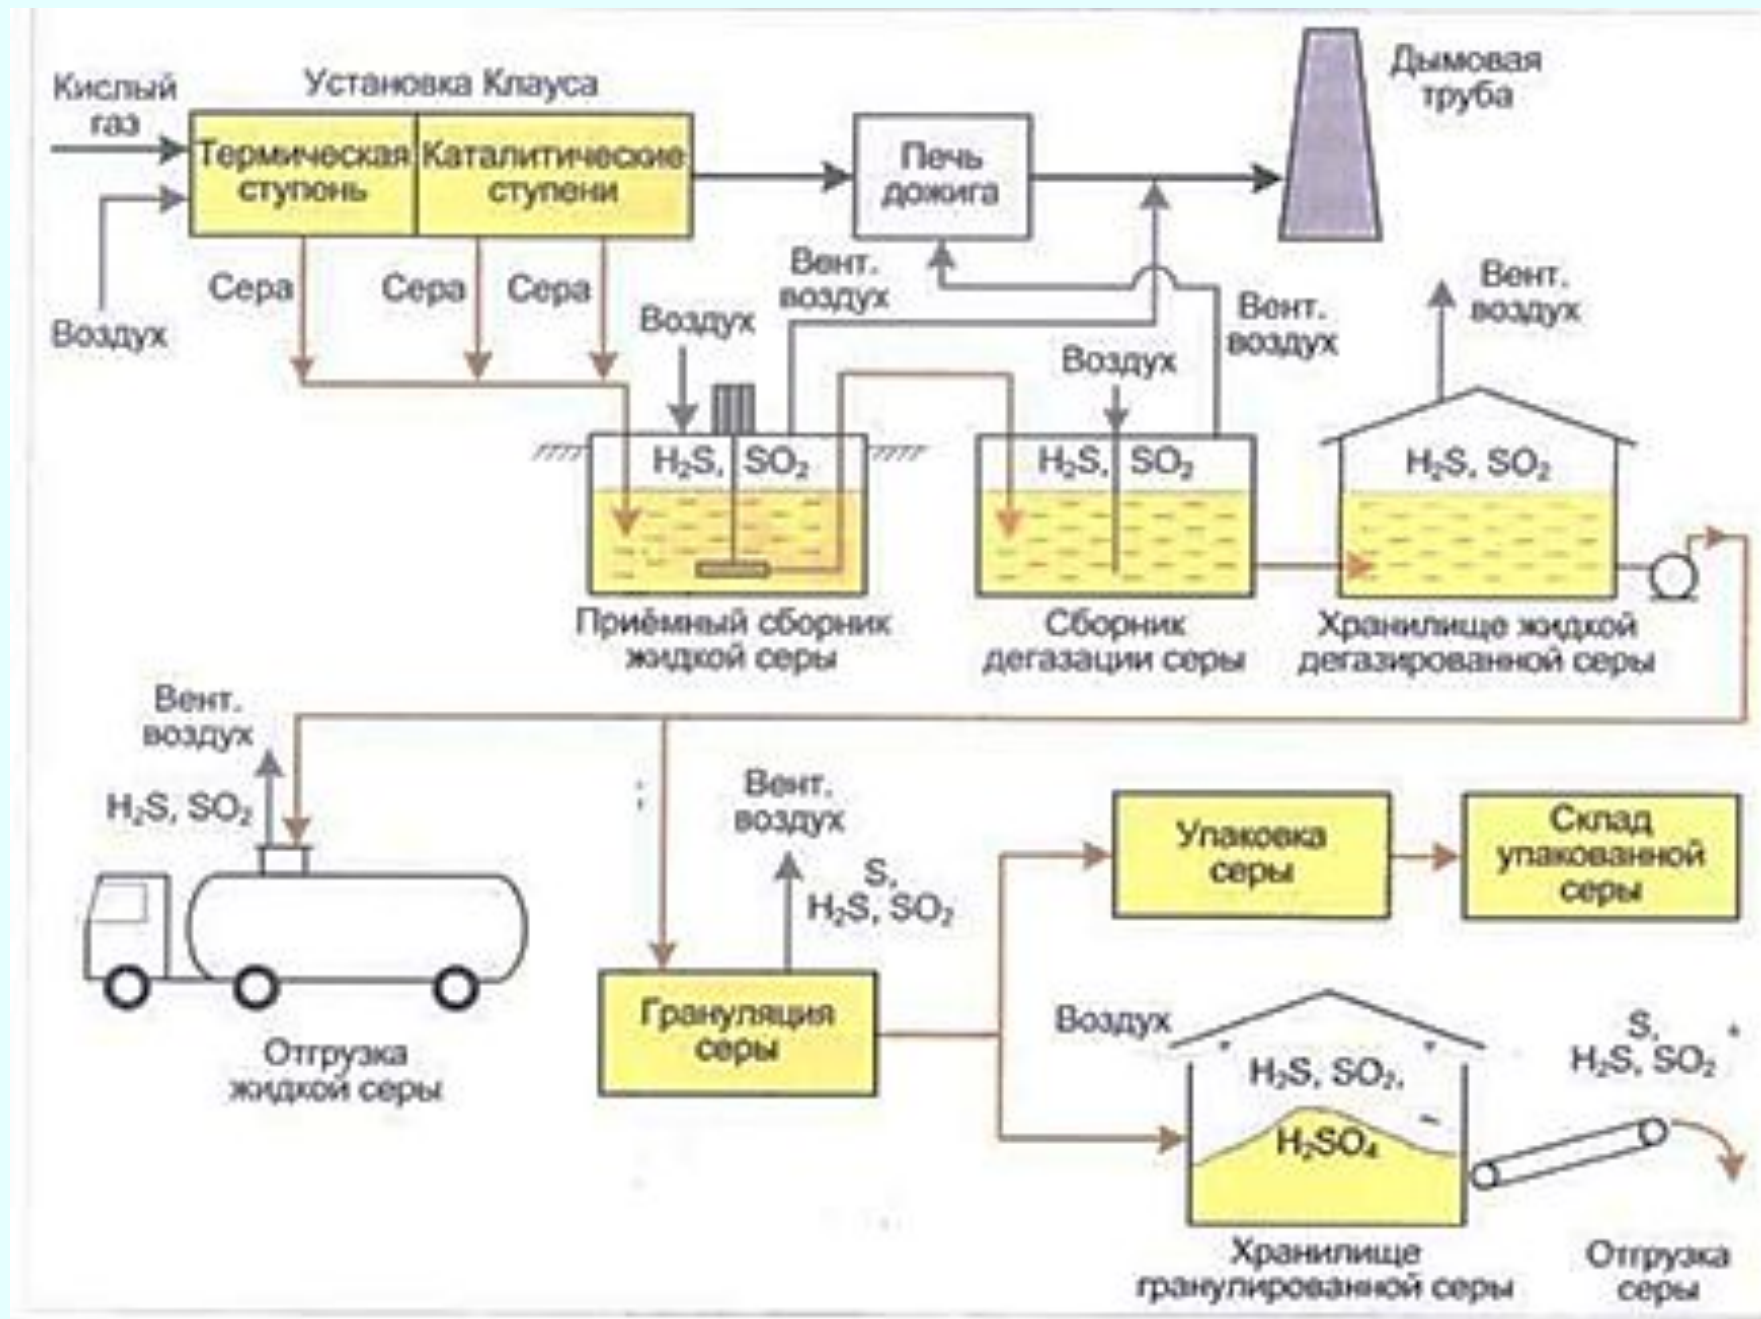 Кислый
газ
Установка Клауса
Дымовая
труба
Термическая
ступень
Каталитические
ступени
Печь
дожига
Воздух
Сера
Сера
Сера
Воздух
Вент.
воздух
Воздух
Вент.
воздух
Вент.
воздух
H₂S, SO₂
H₂S, SO₂
H₂S, SO₂
Приёмный сборник
жидкой серы
Сборник
дегазации серы
Хранилище жидкой
дегазированной серы
Вент.
воздух
H₂S, SO₂
Вент.
воздух
S,
H₂S, SO₂
Упаковка
серы
Склад
упакованной
серы
Отгрузка
жидкой серы
Грануляция
серы
Воздух
H₂S, SO₂,
H₂SO₄
S,
H₂S, SO₂
Хранилище
гранулированной серы
Отгрузка
серы